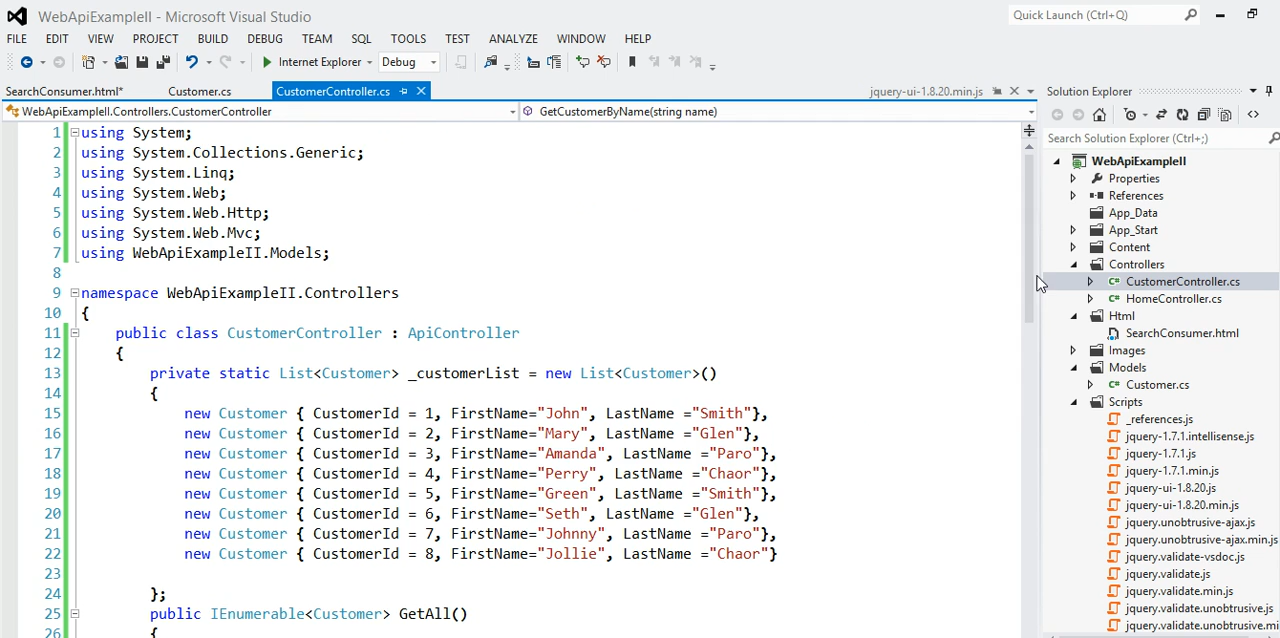 WebApiExampleII - Microsoft Visual Studio
Quick Launch (Ctrl+Q)
FILE EDIT VIEW PROJECT BUILD DEBUG TEAM SQL TOOLS TEST ANALYZE WINDOW HELP
Internet Explorer Debug
SearchConsumer.html* Customer.cs CustomerController.cs jquery-ui-1.8.20.min.js
WebApiExampleII.Controllers.CustomerController GetCustomerByName(string name)
1 using System;
2 using System.Collections.Generic;
3 using System.Linq;
4 using System.Web;
5 using System.Web.Http;
6 using System.Web.Mvc;
7 using WebApiExampleII.Models;
8
9 namespace WebApiExampleII.Controllers
10 {
11 public class CustomerController : ApiController
12 {
13 private static List<Customer> _customerList = new List<Customer>()
14 {
15 new Customer { CustomerId = 1, FirstName="John", LastName ="Smith"},
16 new Customer { CustomerId = 2, FirstName="Mary", LastName ="Glen"},
17 new Customer { CustomerId = 3, FirstName="Amanda", LastName ="Paro"},
18 new Customer { CustomerId = 4, FirstName="Perry", LastName ="Chaor"},
19 new Customer { CustomerId = 5, FirstName="Green", LastName ="Smith"},
20 new Customer { CustomerId = 6, FirstName="Seth", LastName ="Glen"},
21 new Customer { CustomerId = 7, FirstName="Johnny", LastName ="Paro"},
22 new Customer { CustomerId = 8, FirstName="Jollie", LastName ="Chaor"}
23
24 };
25 public IEnumerable<Customer> GetAll()
26 {
Solution Explorer
Search Solution Explorer (Ctrl+;)
WebApiExampleII
Properties
References
App_Data
App_Start
Content
Controllers
C# CustomerController.cs
C# HomeController.cs
Html
SearchConsumer.html
Images
Models
C# Customer.cs
Scripts
_references.js
jquery-1.7.1.intellisense.js
jquery-1.7.1.js
jquery-1.7.1.min.js
jquery-ui-1.8.20.js
jquery-ui-1.8.20.min.js
jquery.unobtrusive-ajax.js
jquery.unobtrusive-ajax.min.js
jquery.validate-vsdoc.js
jquery.validate.js
jquery.validate.min.js
jquery.validate.unobtrusive.js
jquery.validate.unobtrusive.mi